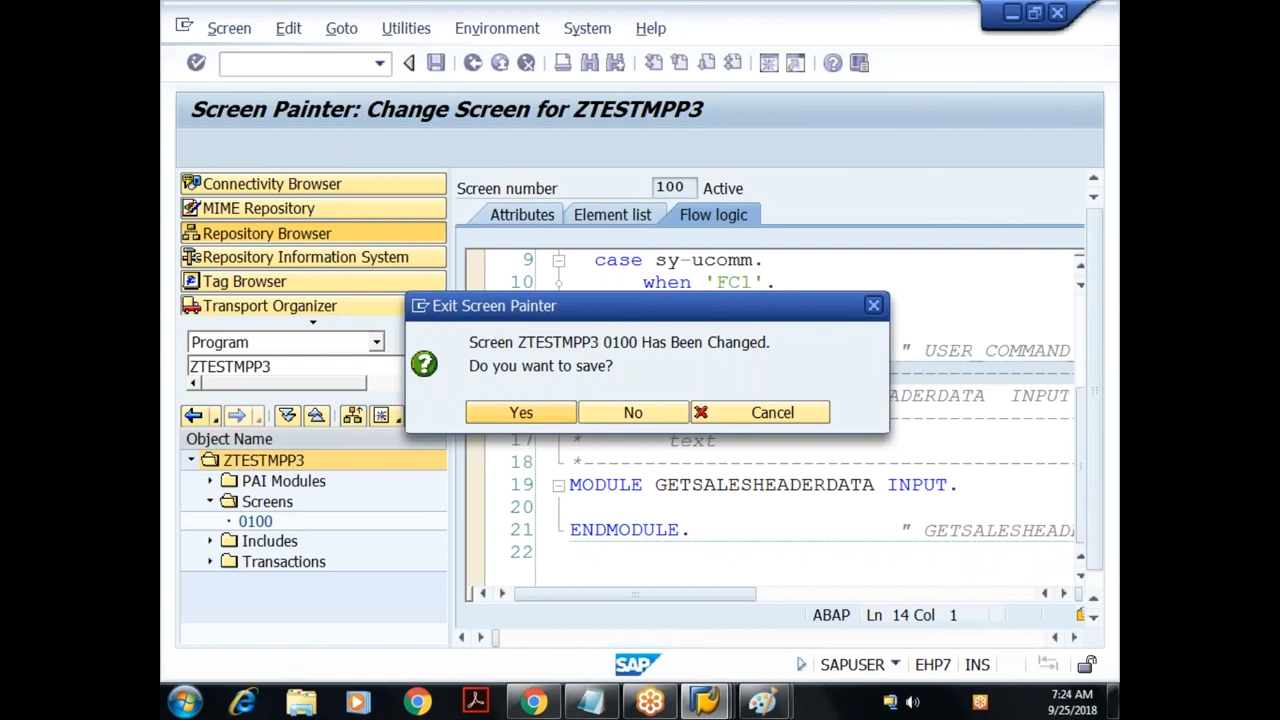 Screen Edit Goto Utilities Environment System Help
Screen Painter: Change Screen for ZTESTMPP3
Connectivity Browser
MIME Repository
Repository Browser
Repository Information System
Tag Browser
Transport Organizer
Program
ZTESTMPP3
Object Name
ZTESTMPP3
PAI Modules
Screens
0100
Includes
Transactions
Screen number 100 Active
Attributes Element list Flow logic
9 case sy-ucomm.
10 when 'FC1'.
" USER COMMAND
EADERDATA INPUT
17 * text
18 *----------------------------------------------------
19 MODULE GETSALESHEADERDATA INPUT.
20
21 ENDMODULE. " GETSALESHEADE
22
ABAP Ln 14 Col 1
Exit Screen Painter
Screen ZTESTMPP3 0100 Has Been Changed.
Do you want to save?
Yes No Cancel
SAP
SAPUSER EHP7 INS
7:24 AM
9/25/2018